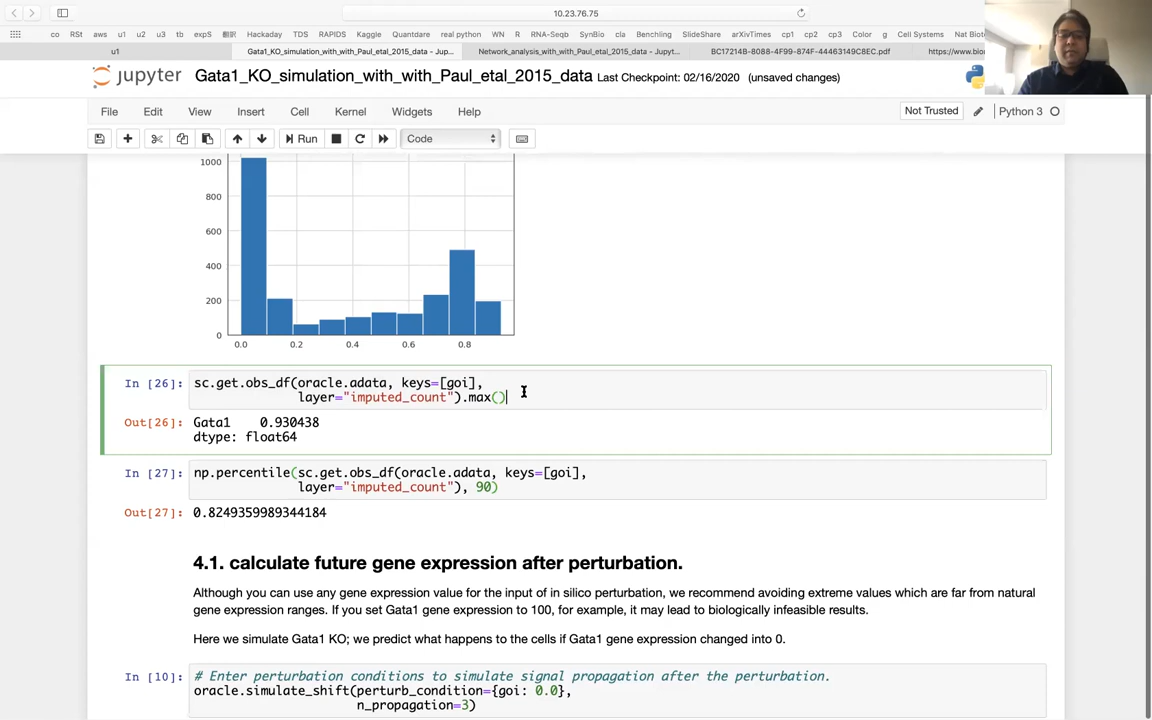 10.23.76.75
co RSt aws u1 u2 u3 tb expS 翻訳 Hackaday TDS RAPIDS Kaggle Quantdare real python WN R RNA-Seqb SynBio cla Benchling SlideShare arXivTimes cp1 cp2 cp3 Color g Cell Systems Nat Biot
u1 Gata1_KO_simulation_with_with_Paul_etal_2015_data - Jup... Network_analysis_with_with_Paul_etal_2015_data - Jupyt... BC17214B-8088-4F99-874F-44463149C8EC.pdf https://www.bior
jupyter Gata1_KO_simulation_with_with_Paul_etal_2015_data Last Checkpoint: 02/16/2020 (unsaved changes)
File Edit View Insert Cell Kernel Widgets Help Not Trusted Python 3
Run Code
1000
800
600
400
200
0
0.0 0.2 0.4 0.6 0.8
In [26]: sc.get.obs_df(oracle.adata, keys=[goi],
layer="imputed_count").max()
Out[26]: Gata1 0.930438
dtype: float64
In [27]: np.percentile(sc.get.obs_df(oracle.adata, keys=[goi],
layer="imputed_count"), 90)
Out[27]: 0.8249359989344184
4.1. calculate future gene expression after perturbation.
Although you can use any gene expression value for the input of in silico perturbation, we recommend avoiding extreme values which are far from natural
gene expression ranges. If you set Gata1 gene expression to 100, for example, it may lead to biologically infeasible results.
Here we simulate Gata1 KO; we predict what happens to the cells if Gata1 gene expression changed into 0.
In [10]: # Enter perturbation conditions to simulate signal propagation after the perturbation.
oracle.simulate_shift(perturb_condition={goi: 0.0},
n_propagation=3)